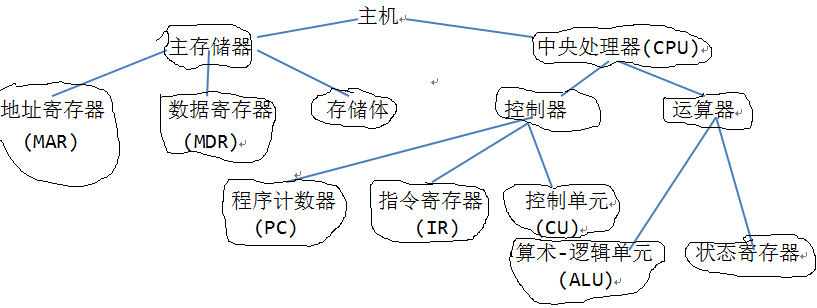 主机
主存储器
中央处理器(CPU)
地址寄存器
(MAR)
数据寄存器
(MDR)
存储体
控制器
运算器
程序计数器
(PC)
指令寄存器
(IR)
控制单元
(CU)
算术-逻辑单元
(ALU)
状态寄存器